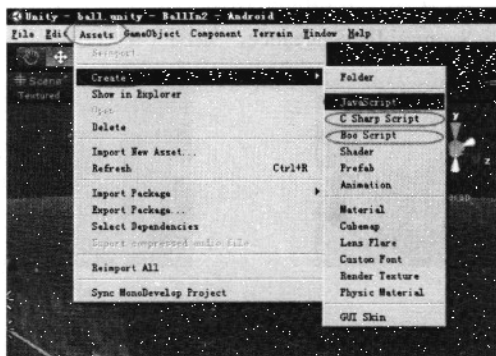 Unity - ball.unity - BallIn2 - Android
File Edi Assets GameObject Component Terrain Window Help
Reimport
Create
Show in Explorer
Open
Delete
Import New Asset...
Refresh Ctrl+R
Import Package
Export Package...
Select Dependencies
Export compressed audio file
Reimport All
Sync MonoDevelop Project
Folder
JavaScript
C Sharp Script
Boo Script
Shader
Prefab
Animation
Material
Cubemap
Lens Flare
Custom Font
Render Texture
Physic Material
GUI Skin
Scene
Textured
y
z